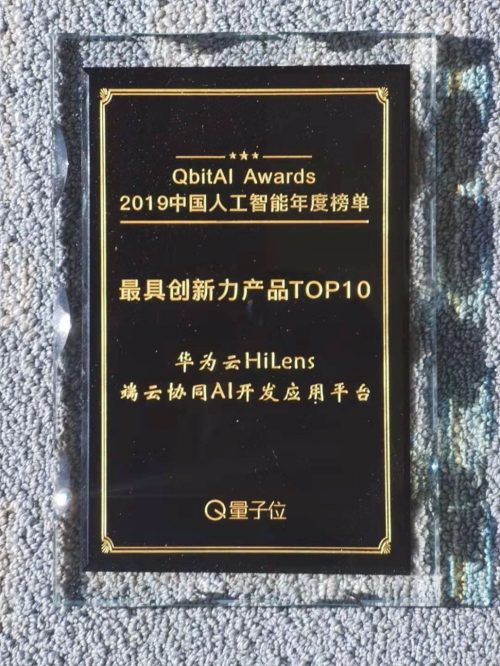 QbitAI Awards
2019中国人工智能年度榜单
最具创新力产品TOP10
华为云HiLens
端云协同AI开发应用平台
量子位